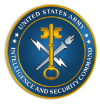 UNITED STATES ARMY
INTELLIGENCE AND SECURITY COMMAND